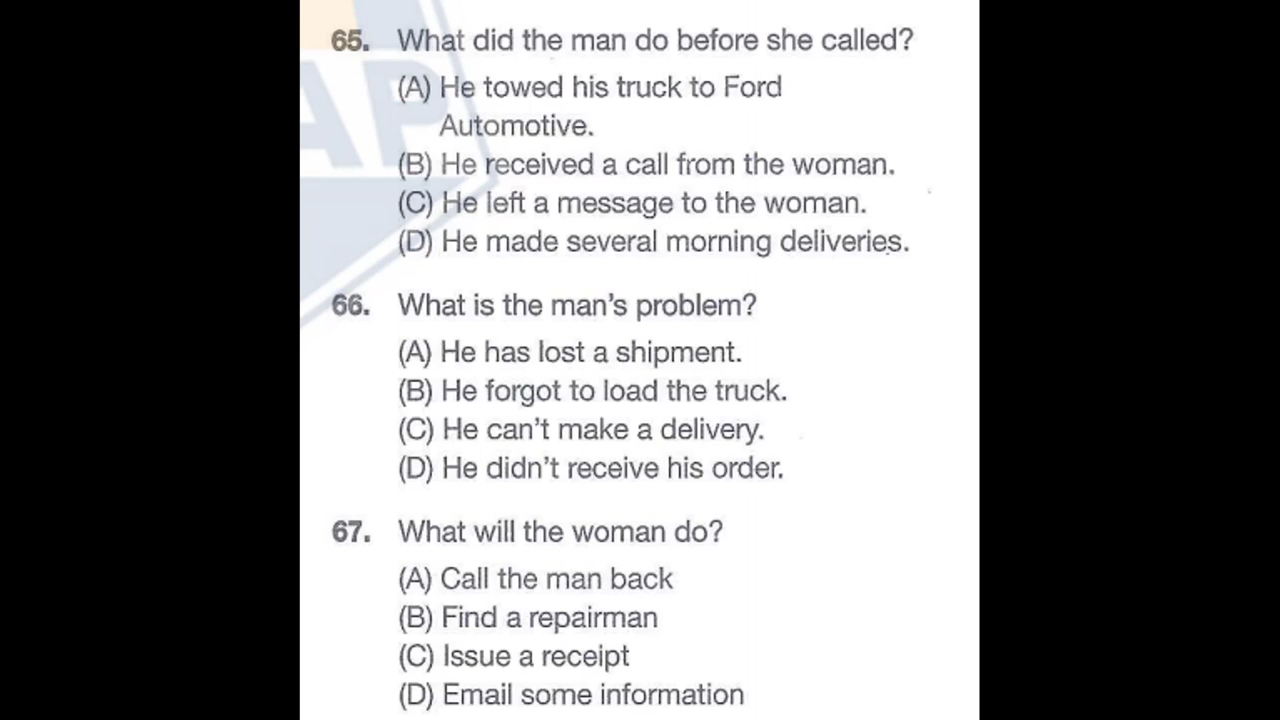 65. What did the man do before she called?
(A) He towed his truck to Ford
Automotive.
(B) He received a call from the woman.
(C) He left a message to the woman.
(D) He made several morning deliveries.
66. What is the man's problem?
(A) He has lost a shipment.
(B) He forgot to load the truck.
(C) He can't make a delivery.
(D) He didn't receive his order.
67. What will the woman do?
(A) Call the man back
(B) Find a repairman
(C) Issue a receipt
(D) Email some information
AP